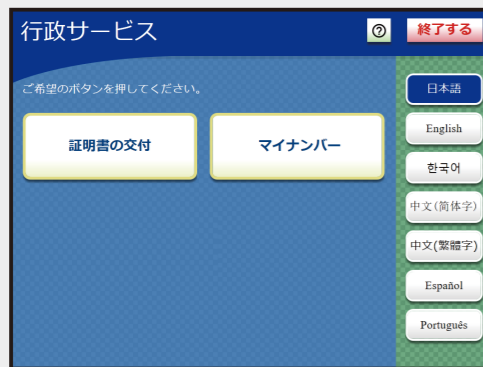 行政サービス
?
終了する
ご希望のボタンを押してください。
証明書の交付
マイナンバー
日本語
English
한국어
中文(简体字)
中文(繁體字)
Español
Português